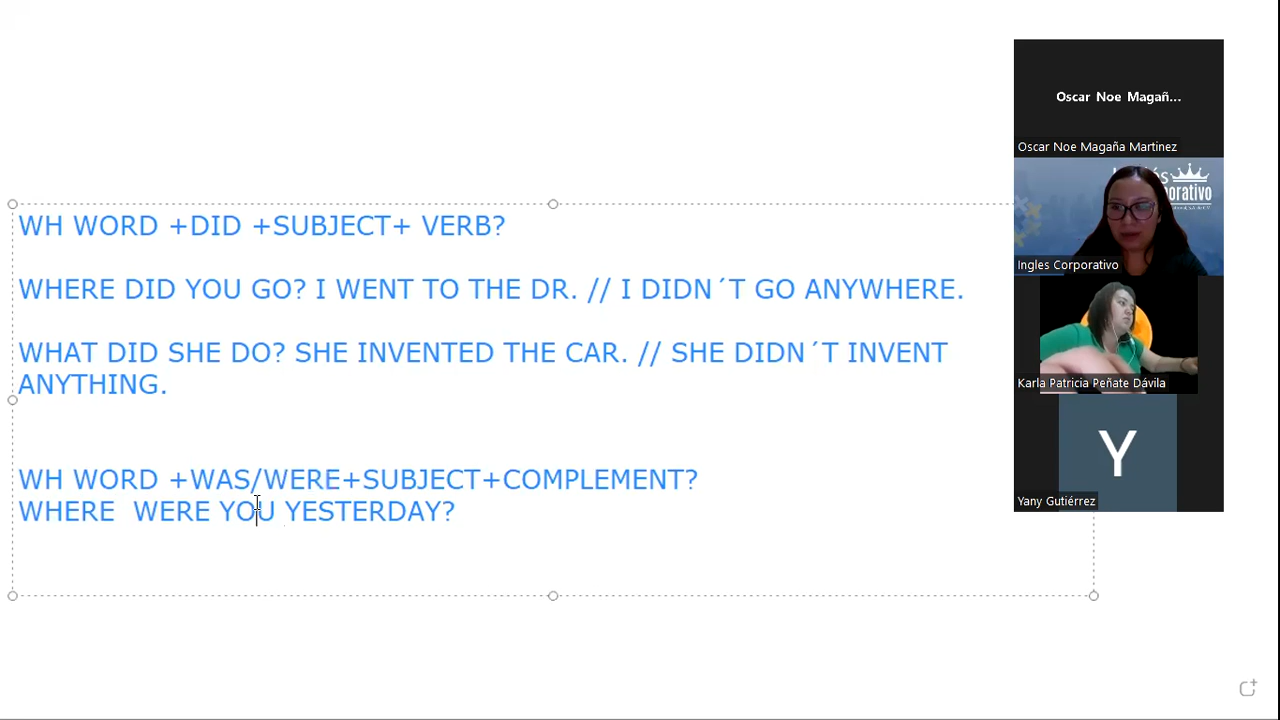 WH WORD +DID +SUBJECT+ VERB?
WHERE DID YOU GO? I WENT TO THE DR. // I DIDN´T GO ANYWHERE.
WHAT DID SHE DO? SHE INVENTED THE CAR. // SHE DIDN´T INVENT
ANYTHING.
WH WORD +WAS/WERE+SUBJECT+COMPLEMENT?
WHERE  WERE YOU YESTERDAY?
Oscar Noe Magañ...
Oscar Noe Magaña Martinez
Ingles Corporativo
Karla Patricia Peñate Dávila
Y
Yany Gutiérrez